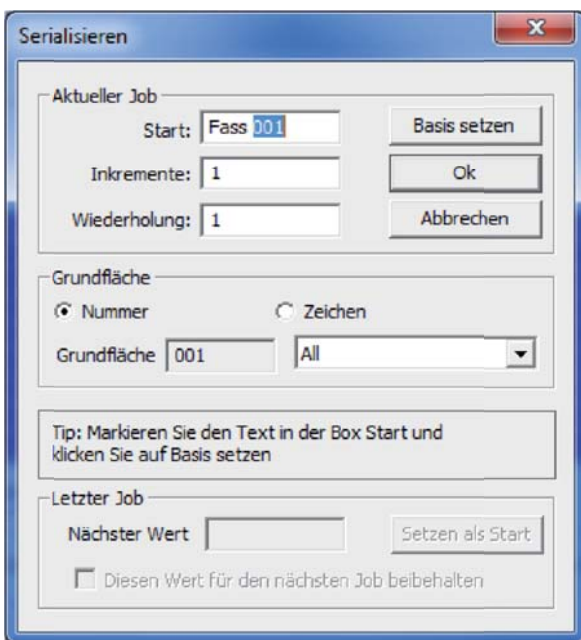 Serialisieren
Aktueller Job
Start: Fass 001 Basis setzen
Inkremente: 1 Ok
Wiederholung: 1 Abbrechen
Grundfläche
Nummer Zeichen
Grundfläche 001 All
Tip: Markieren Sie den Text in der Box Start und
klicken Sie auf Basis setzen
Letzter Job
Nächster Wert Setzen als Start
Diesen Wert für den nächsten Job beibehalten